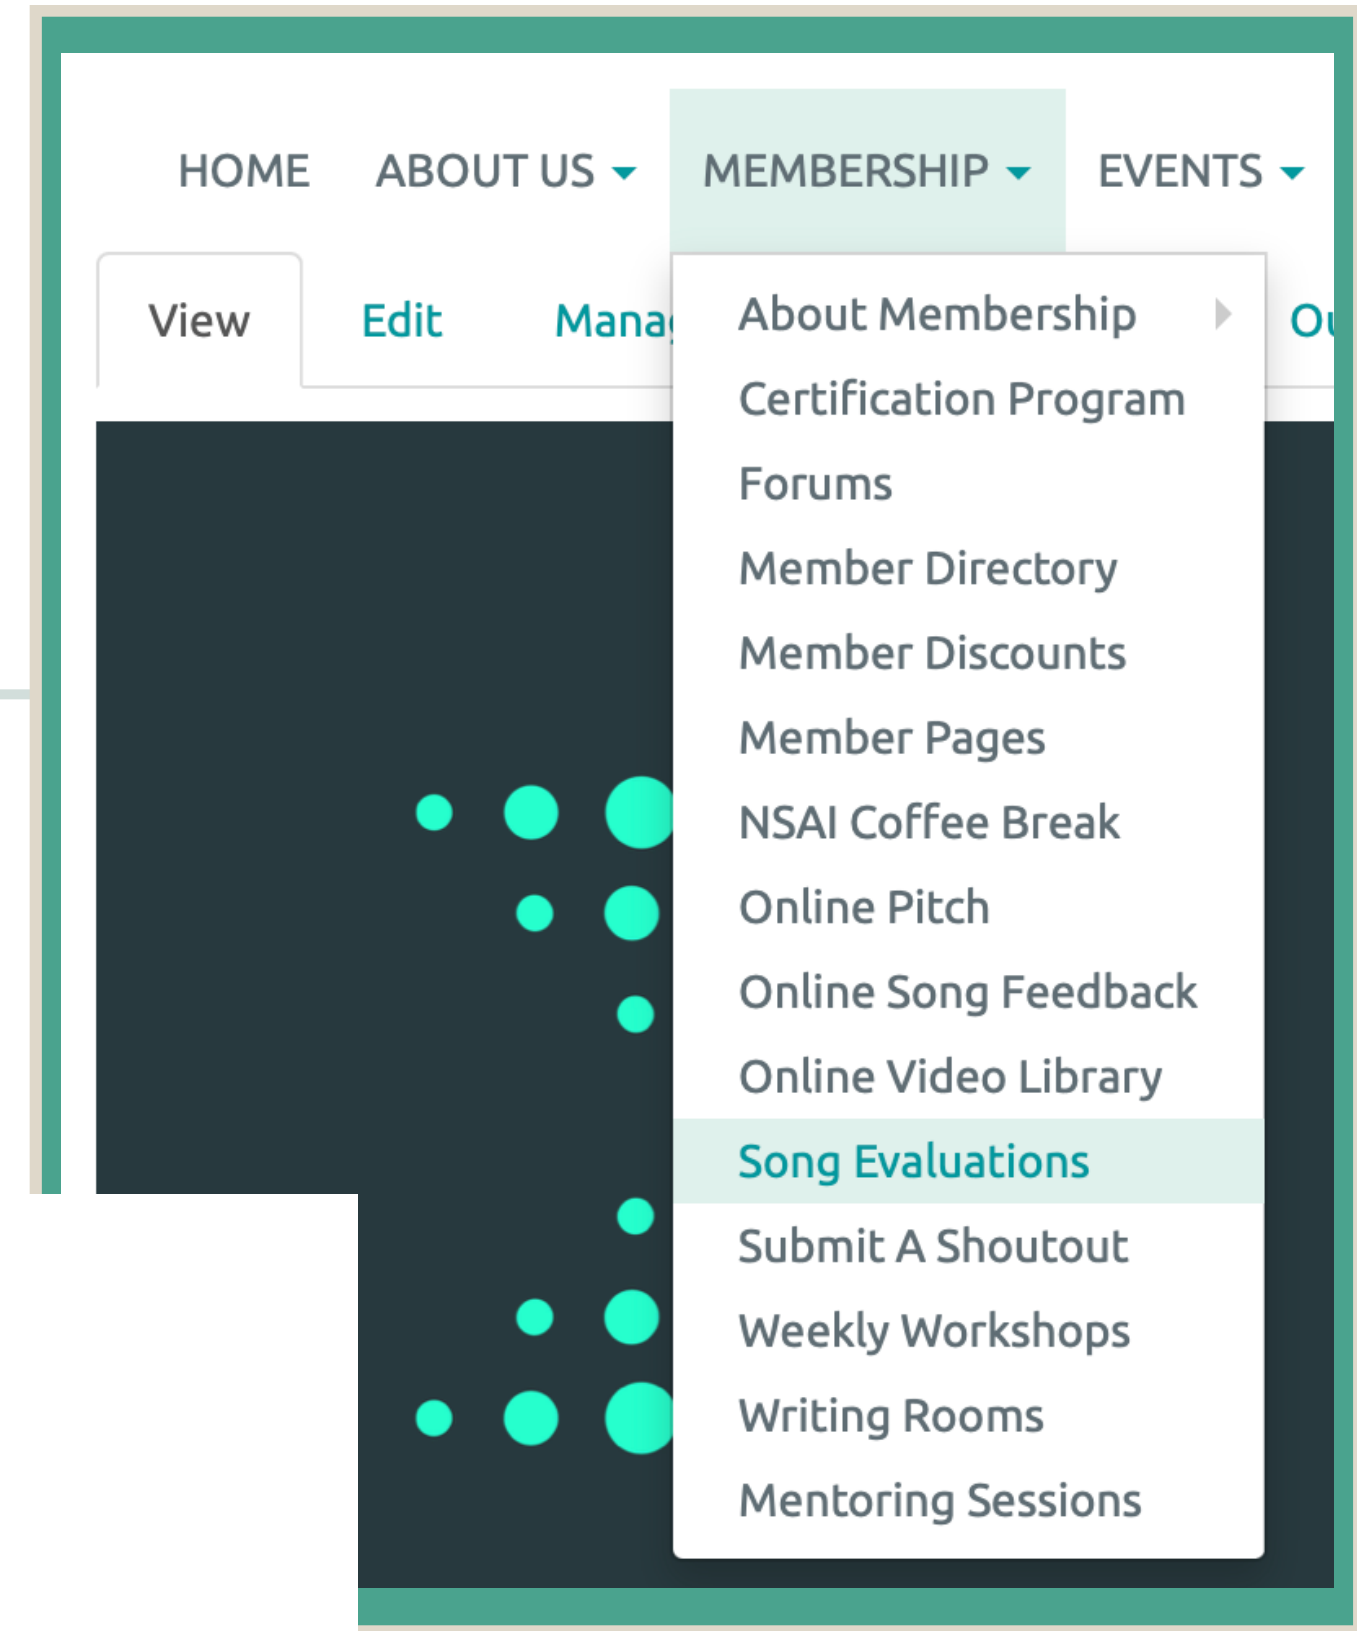 HOME ABOUT US MEMBERSHIP EVENTS
View Edit
About Membership
Certification Program
Forums
Member Directory
Member Discounts
Member Pages
NSAI Coffee Break
Online Pitch
Online Song Feedback
Online Video Library
Song Evaluations
Submit A Shoutout
Weekly Workshops
Writing Rooms
Mentoring Sessions